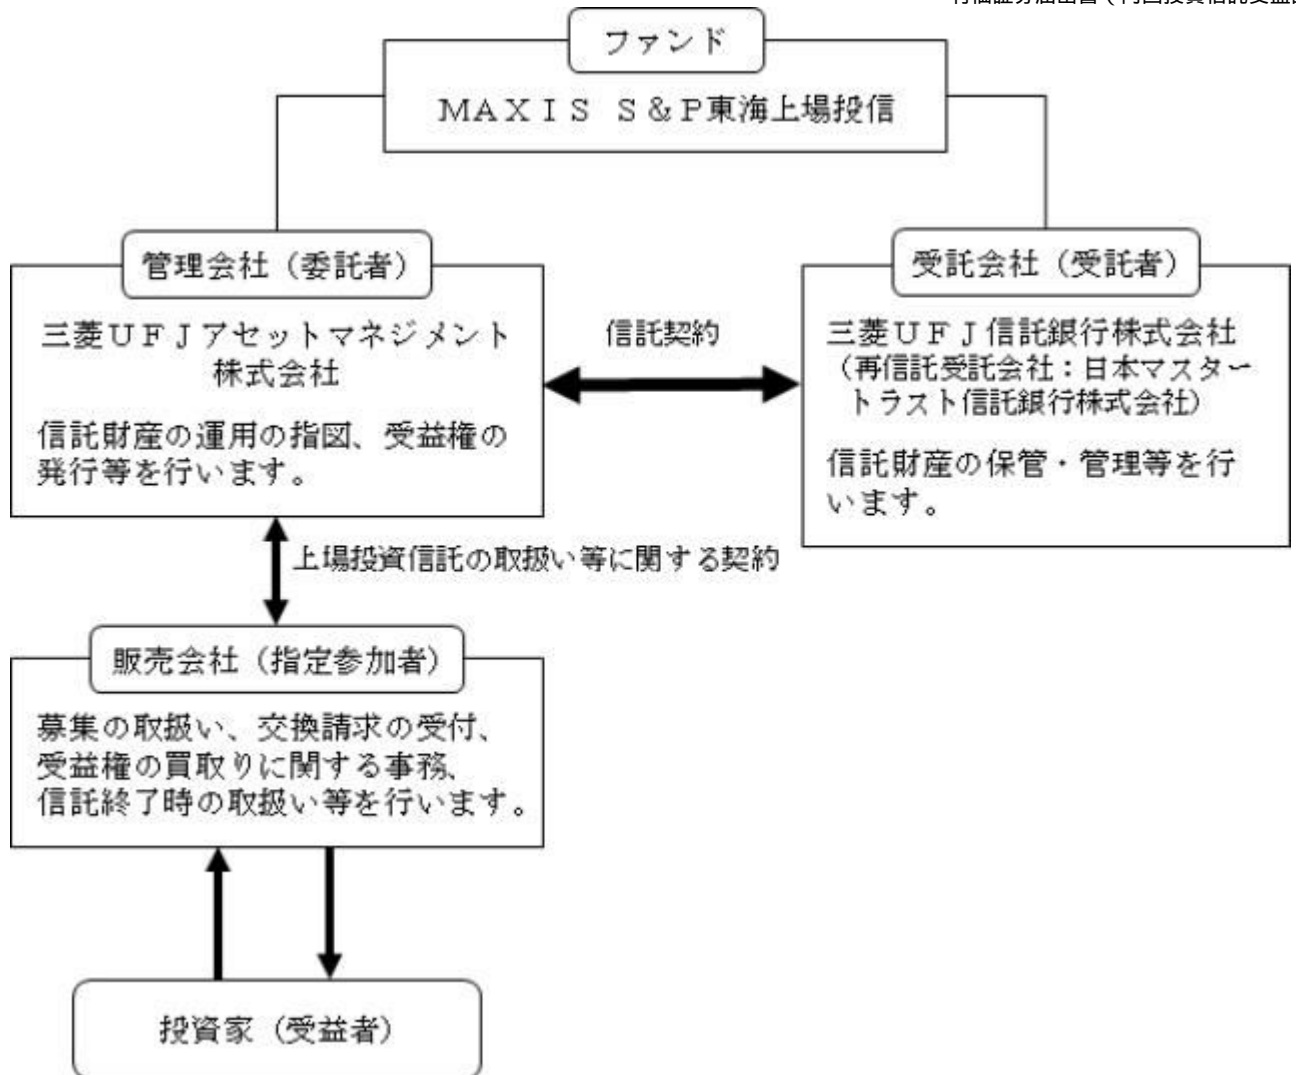 ファンド
ＭＡＸＩＳ Ｓ＆Ｐ東海上場投信
管理会社（委託者）
三菱ＵＦＪアセットマネジメント
株式会社
信託財産の運用の指図、受益権の
発行等を行います。
信託契約
受託会社（受託者）
三菱ＵＦＪ信託銀行株式会社
（再信託受託会社：日本マスター
トラスト信託銀行株式会社）
信託財産の保管・管理等を行
います。
上場投資信託の取扱い等に関する契約
販売会社（指定参加者）
募集の取扱い、交換請求の受付、
受益権の買取りに関する事務、
信託終了時の取扱い等を行います。
投資家（受益者）